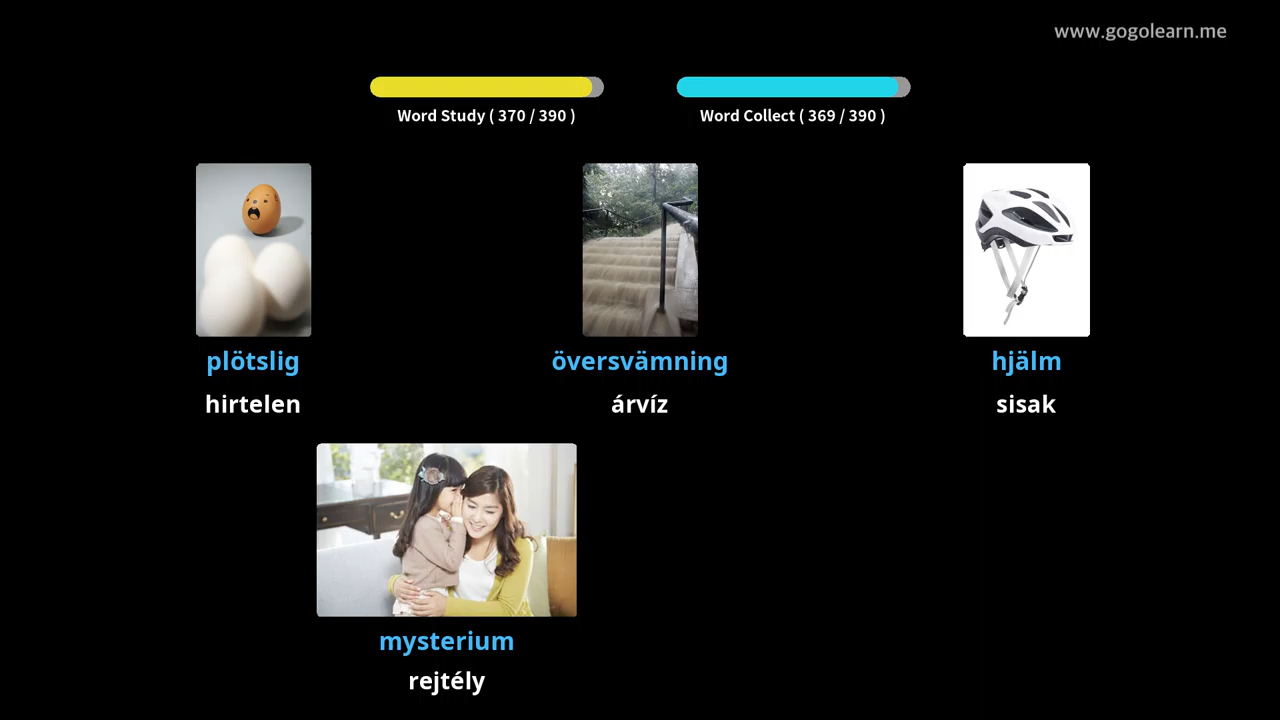 www.gogolearn.me
Word Study ( 370 / 390 )
Word Collect ( 369 / 390 )
plötslig
hirtelen
översvämning
árvíz
hjälm
sisak
mysterium
rejtély